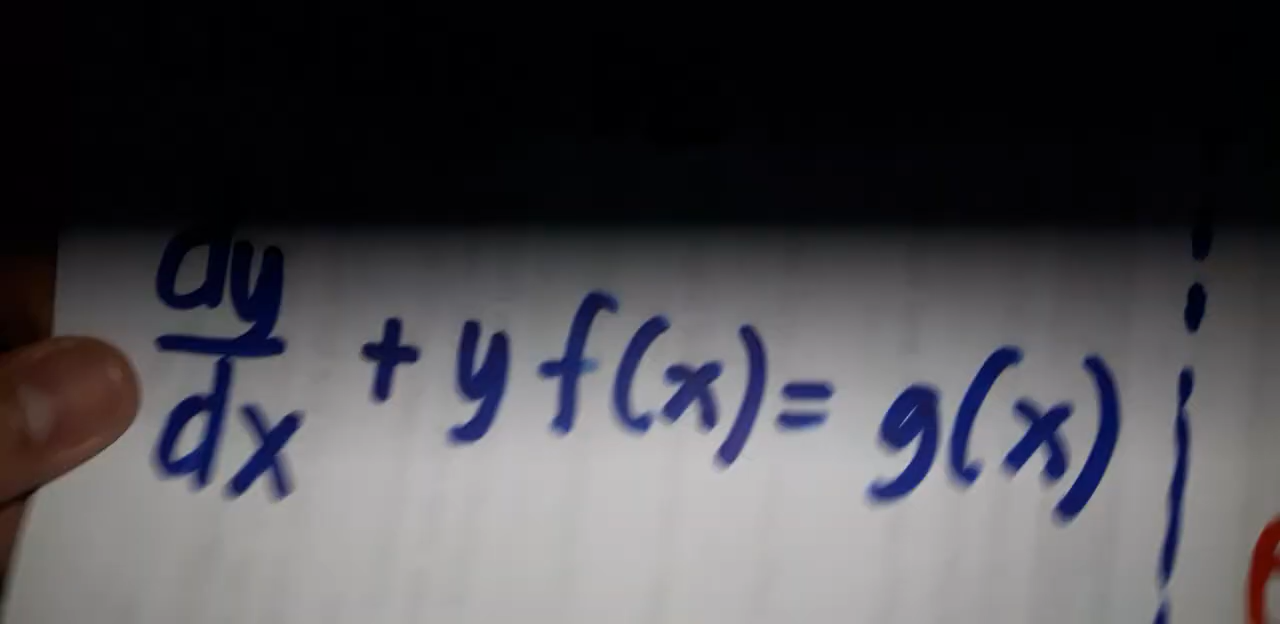 dy/dx + y f(x) = g(x)